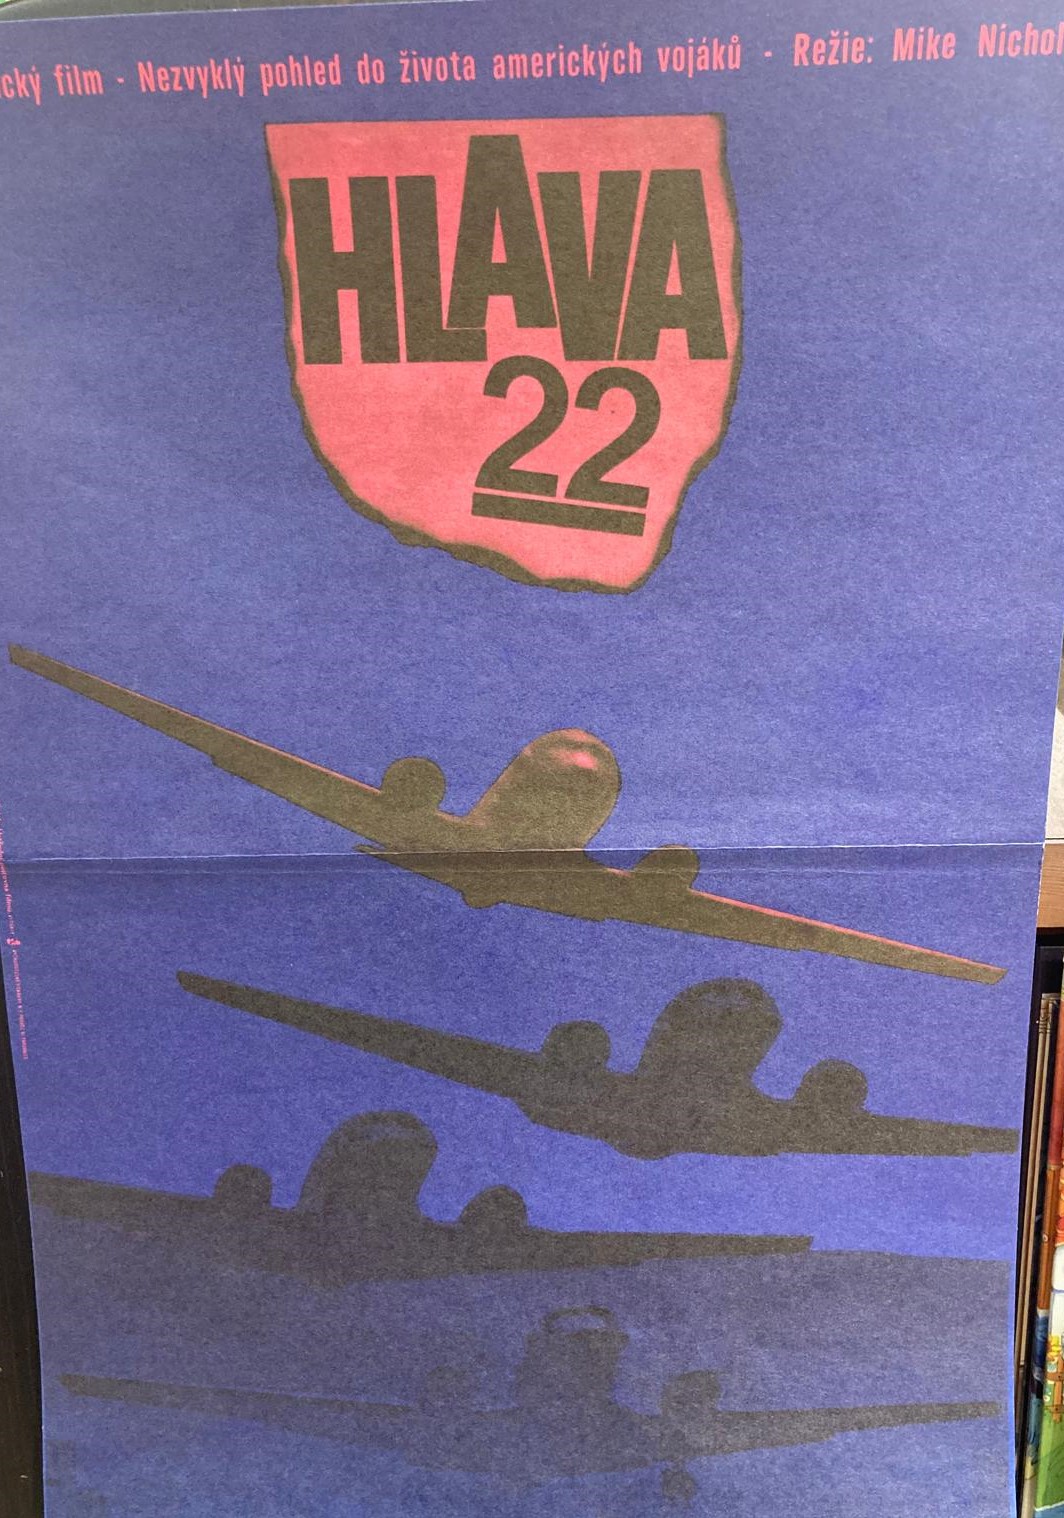 film - Nezvyklý pohled do života amerických vojáků - Režie: Mike
HLAVA
22